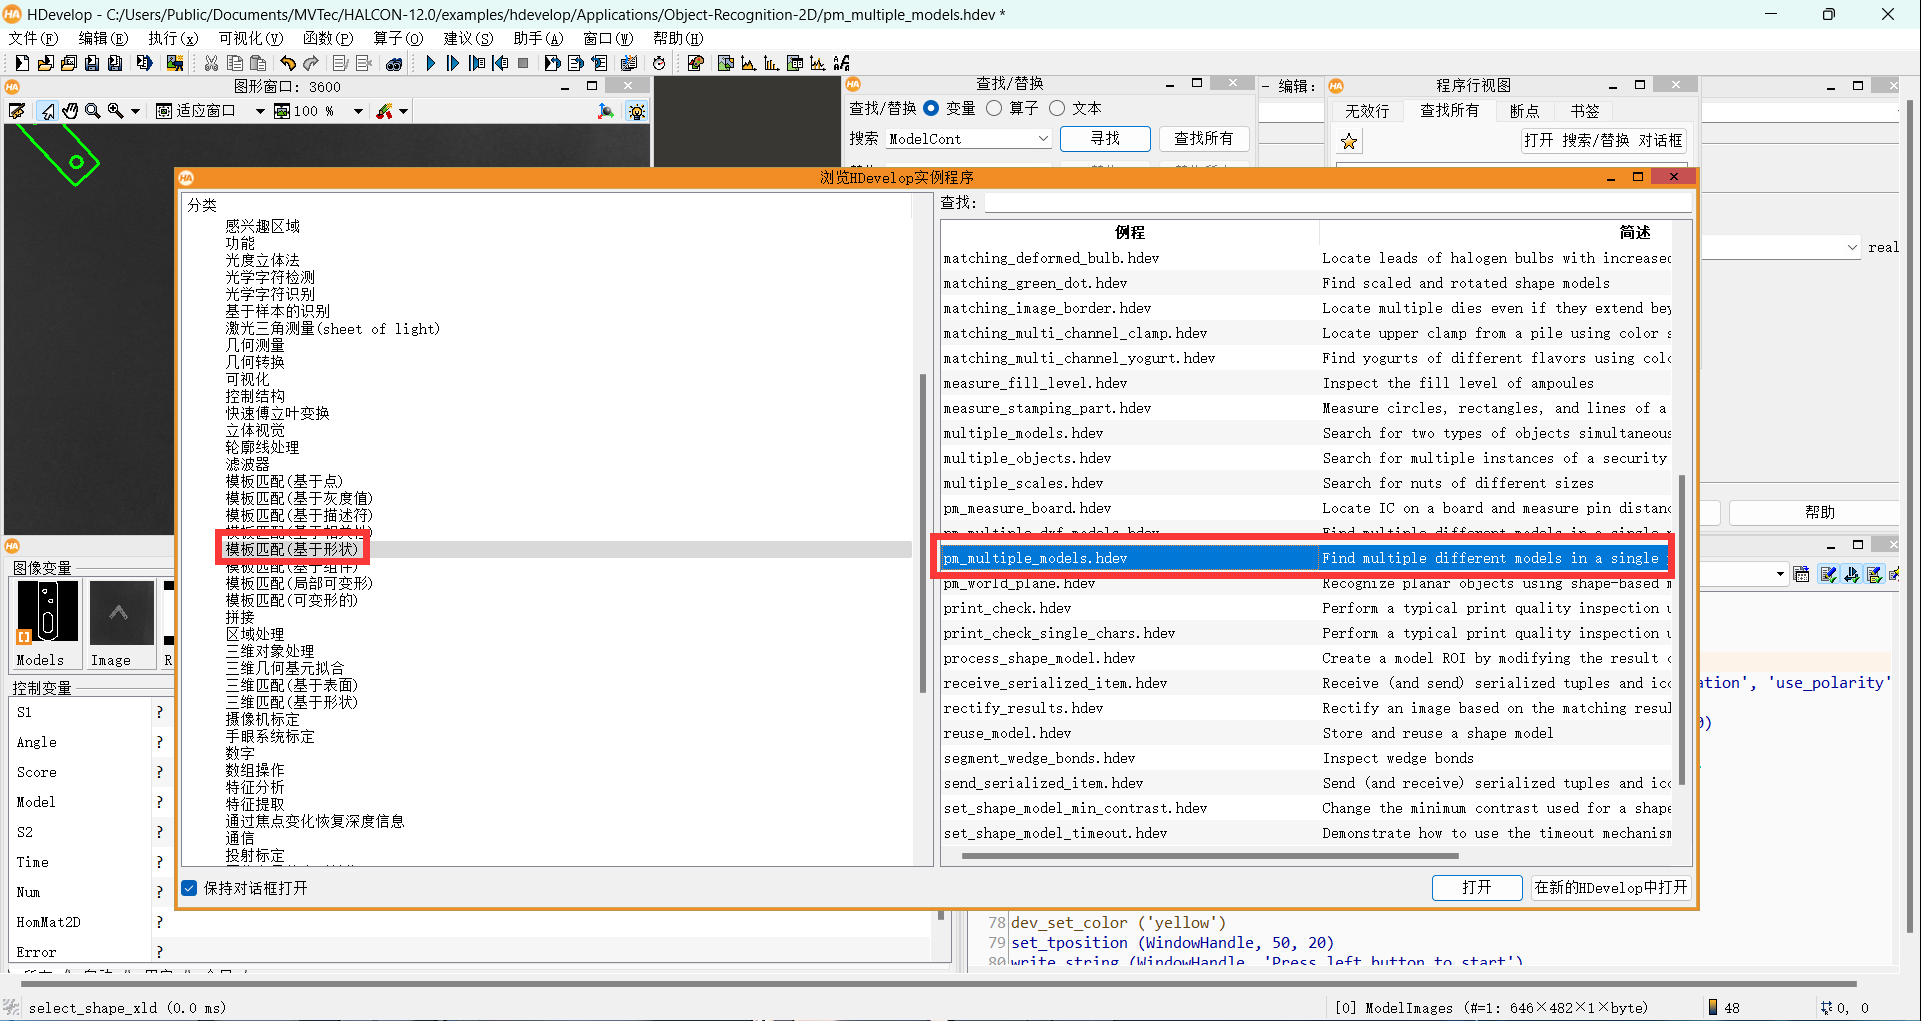 HDevelop - C:/Users/Public/Documents/MVTec/HALCON-12.0/examples/hdevelop/Applications/Object-Recognition-2D/pm_multiple_models.hdev *
文件(F) 编辑(E) 执行(x) 可视化(V) 函数(P) 算子(O) 建议(S) 助手(A) 窗口(W) 帮助(H)
图形窗口: 3600
适应窗口 100 %
查找/替换
查找/替换 变量 算子 文本
搜索 ModelCont 寻找 查找所有
- 编辑:
程序行视图
无效行 查找所有 断点 书签
打开 搜索/替换 对话框
real
帮助
浏览HDevelop实例程序
分类
感兴趣区域
功能
光度立体法
光学字符检测
光学字符识别
基于样本的识别
激光三角测量(sheet of light)
几何测量
几何转换
可视化
控制结构
快速傅立叶变换
立体视觉
轮廓线处理
滤波器
模板匹配(基于点)
模板匹配(基于灰度值)
模板匹配(基于描述符)
模板匹配(基于相关性)
模板匹配(基于形状)
模板匹配(基于组件)
模板匹配(局部可变形)
模板匹配(可变形的)
拼接
区域处理
三维对象处理
三维几何基元拟合
三维匹配(基于表面)
三维匹配(基于形状)
摄像机标定
手眼系统标定
数字
数组操作
特征分析
特征提取
通过焦点变化恢复深度信息
通信
投射标定
查找:
例程 简述
matching_deformed_bulb.hdev Locate leads of halogen bulbs with increased
matching_green_dot.hdev Find scaled and rotated shape models
matching_image_border.hdev Locate multiple dies even if they extend bey
matching_multi_channel_clamp.hdev Locate upper clamp from a pile using color s
matching_multi_channel_yogurt.hdev Find yogurts of different flavors using colo
measure_fill_level.hdev Inspect the fill level of ampoules
measure_stamping_part.hdev Measure circles, rectangles, and lines of a
multiple_models.hdev Search for two types of objects simultaneous
multiple_objects.hdev Search for multiple instances of a security
multiple_scales.hdev Search for nuts of different sizes
pm_measure_board.hdev Locate IC on a board and measure pin distanc
pm_multiple_dxf_models.hdev Find multiple different models in a single
pm_multiple_models.hdev Find multiple different models in a single
pm_world_plane.hdev Recognize planar objects using shape-based m
print_check.hdev Perform a typical print quality inspection u
print_check_single_chars.hdev Perform a typical print quality inspection u
process_shape_model.hdev Create a model ROI by modifying the result o
receive_serialized_item.hdev Receive (and send) serialized tuples and ico
rectify_results.hdev Rectify an image based on the matching resul
reuse_model.hdev Store and reuse a shape model
segment_wedge_bonds.hdev Inspect wedge bonds
send_serialized_item.hdev Send (and receive) serialized tuples and ico
set_shape_model_min_contrast.hdev Change the minimum contrast used for a shape
set_shape_model_timeout.hdev Demonstrate how to use the timeout mechanism
保持对话框打开
打开 在新的HDevelop中打开
图像变量
Models Image R
控制变量
S1 ?
Angle ?
Score ?
Model ?
S2 ?
Time ?
Num ?
HomMat2D ?
Error ?
ation', 'use_polarity'
0)
78 dev_set_color ('yellow')
79 set_tposition (WindowHandle, 50, 20)
80 write_string (WindowHandle, 'Press left button to start')
select_shape_xld (0.0 ms)
[0] ModelImages (#=1: 646×482×1×byte)
48
0, 0